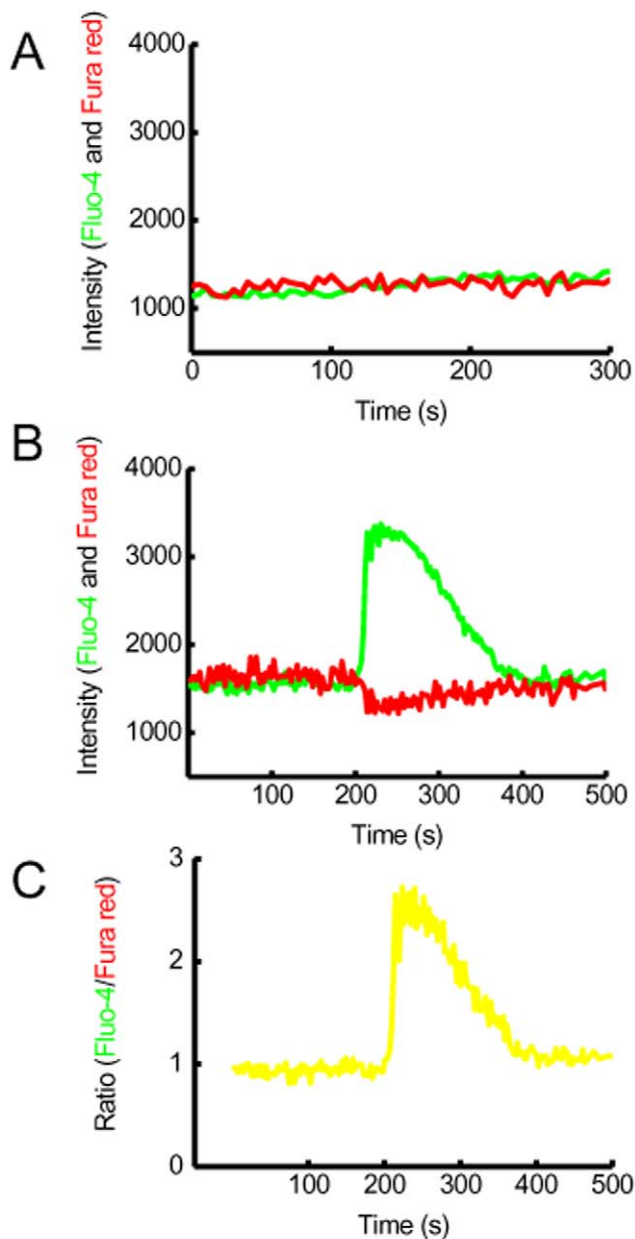 A
Intensity (Fluo-4 and Fura red)
4000
3000
2000
1000
0 100 200 300
Time (s)
B
Intensity (Fluo-4 and Fura red)
4000
3000
2000
1000
100 200 300 400 500
Time (s)
C
Ratio (Fluo-4/Fura red)
3
2
1
0
100 200 300 400 500
Time (s)